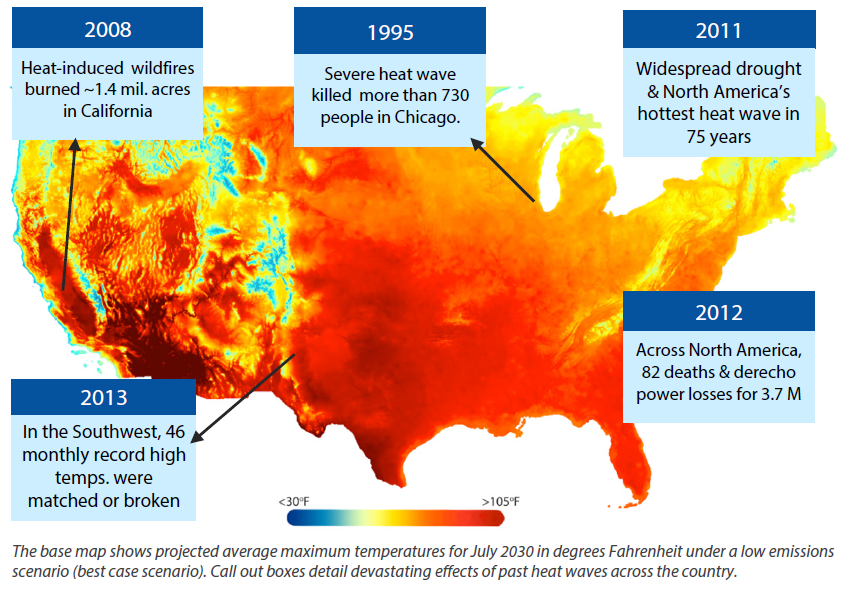 2008
Heat-induced wildfires
burned ~1.4 mil. acres
in California
1995
Severe heat wave
killed more than 730
people in Chicago.
2011
Widespread drought
& North America's
hottest heat wave in
75 years
2012
Across North America,
82 deaths & derecho
power losses for 3.7 M
2013
In the Southwest, 46
monthly record high
temps. were
matched or broken
<30°F
>105°F
The base map shows projected average maximum temperatures for July 2030 in degrees Fahrenheit under a low emissions
scenario (best case scenario). Call out boxes detail devastating effects of past heat waves across the country.